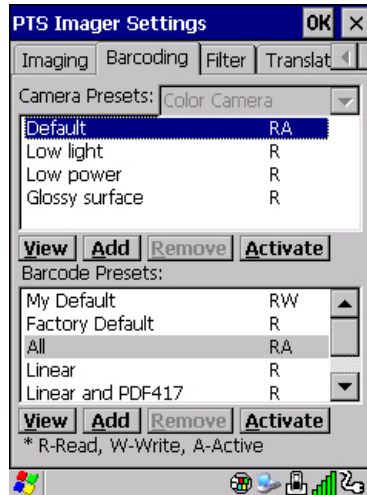 PTS Imager Settings OK ×
Imaging Barcoding Filter Translat
Camera Presets: Color Camera
Default RA
Low light R
Low power R
Glossy surface R
View Add Remove Activate
Barcode Presets:
My Default RW
Factory Default R
All RA
Linear R
Linear and PDF417 R
View Add Remove Activate
* R-Read, W-Write, A-Active